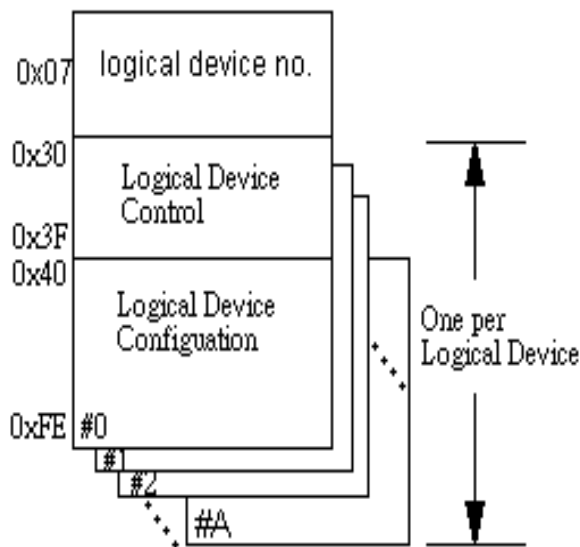 0x07
logical device no.
0x30
Logical Device
Control
0x3F
0x40
Logical Device
Configuation
One per
Logical Device
0xFE
#0
#1
#2
#A